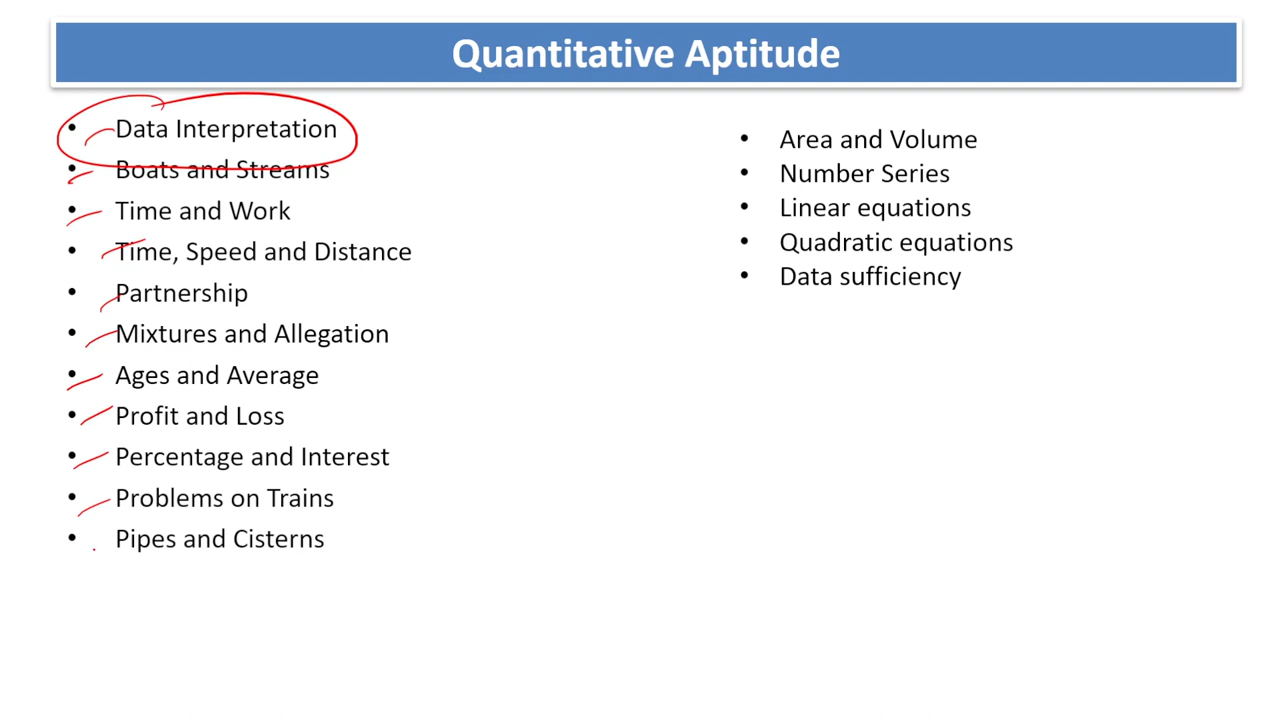 Quantitative Aptitude
• Data Interpretation
• Boats and Streams
• Time and Work
• Time, Speed and Distance
• Partnership
• Mixtures and Allegation
• Ages and Average
• Profit and Loss
• Percentage and Interest
• Problems on Trains
• Pipes and Cisterns
• Area and Volume
• Number Series
• Linear equations
• Quadratic equations
• Data sufficiency